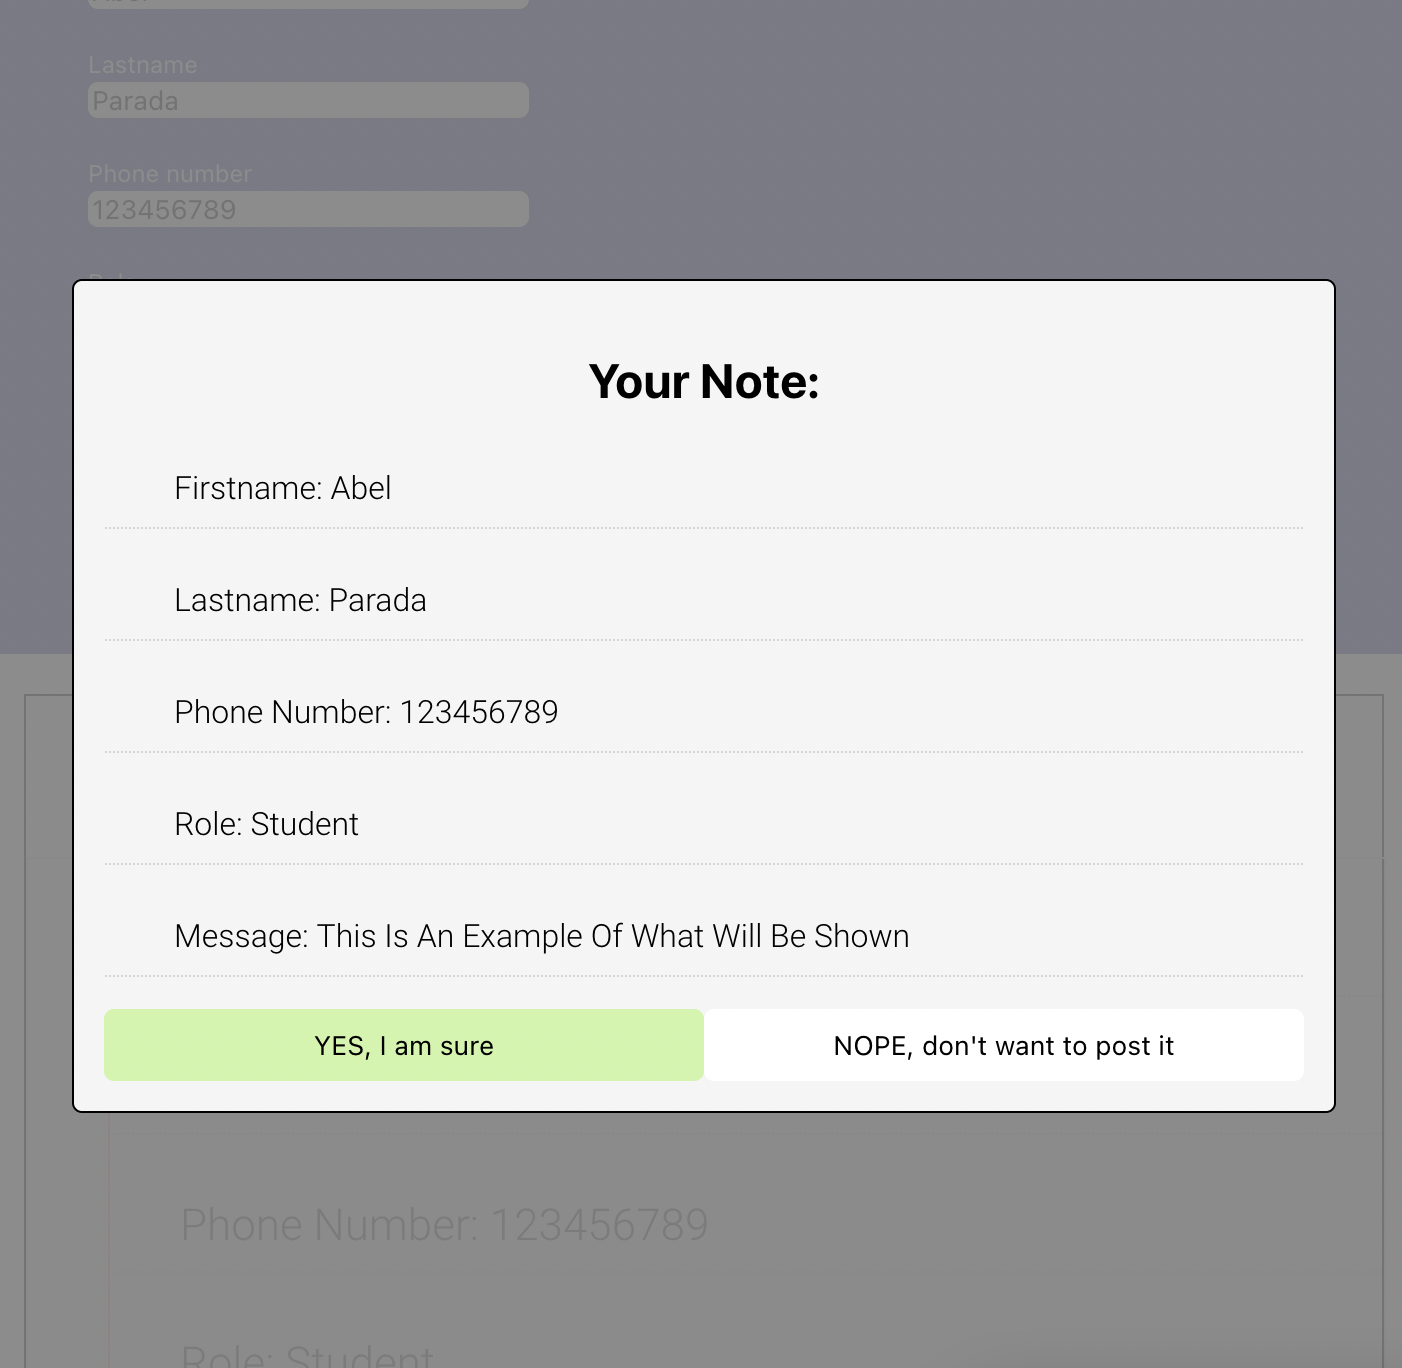 Lastname
Parada
Phone number
123456789
Your Note:
Firstname: Abel
Lastname: Parada
Phone Number: 123456789
Role: Student
Message: This Is An Example Of What Will Be Shown
YES, I am sure
NOPE, don't want to post it
Phone Number: 123456789
Role: Student